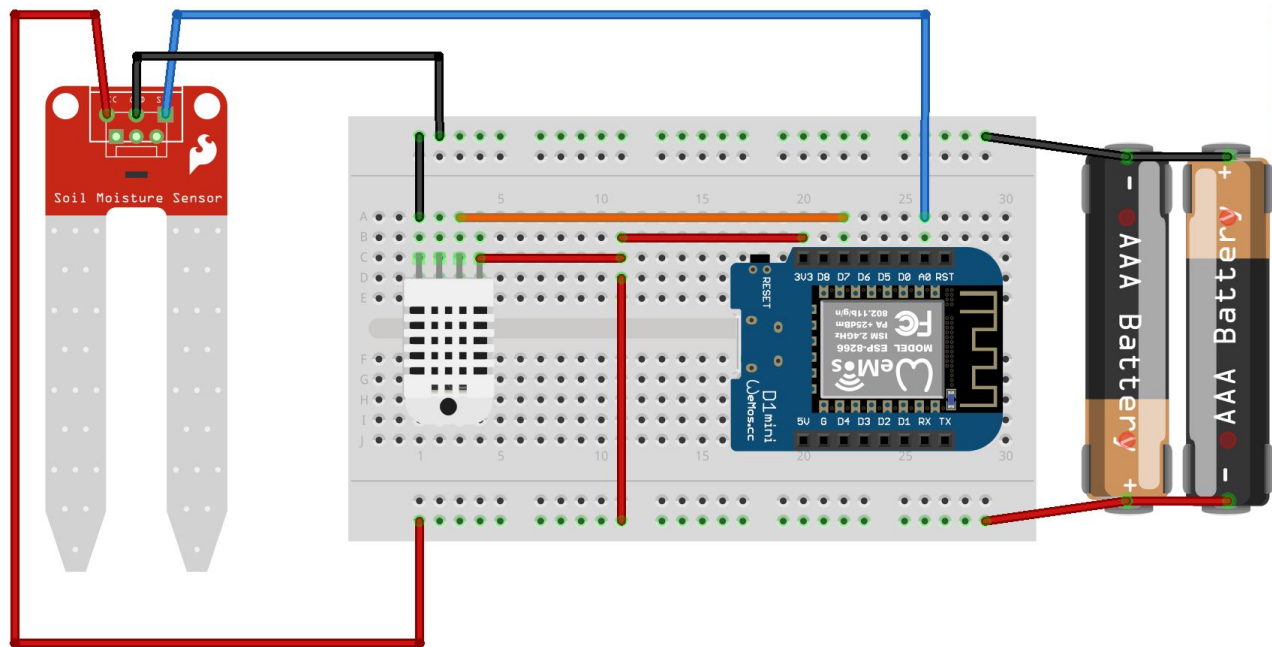 Soil Moisture Sensor
5 10 15 20 25 30
A
B
C
D
E
F
G
H
I
J
1 5 10 15 20 25 30
3V3 D8 D7 D6 D5 D0 A0 RST
RESET
MODEL ESP-8266
ISM 2.4GHz
PA +25dBm
802.11b/g/n
FC
WeMos
D1 mini
WeMos.cc
5V G D4 D3 D2 D1 RX TX
- AAA Battery +
- AAA Battery +